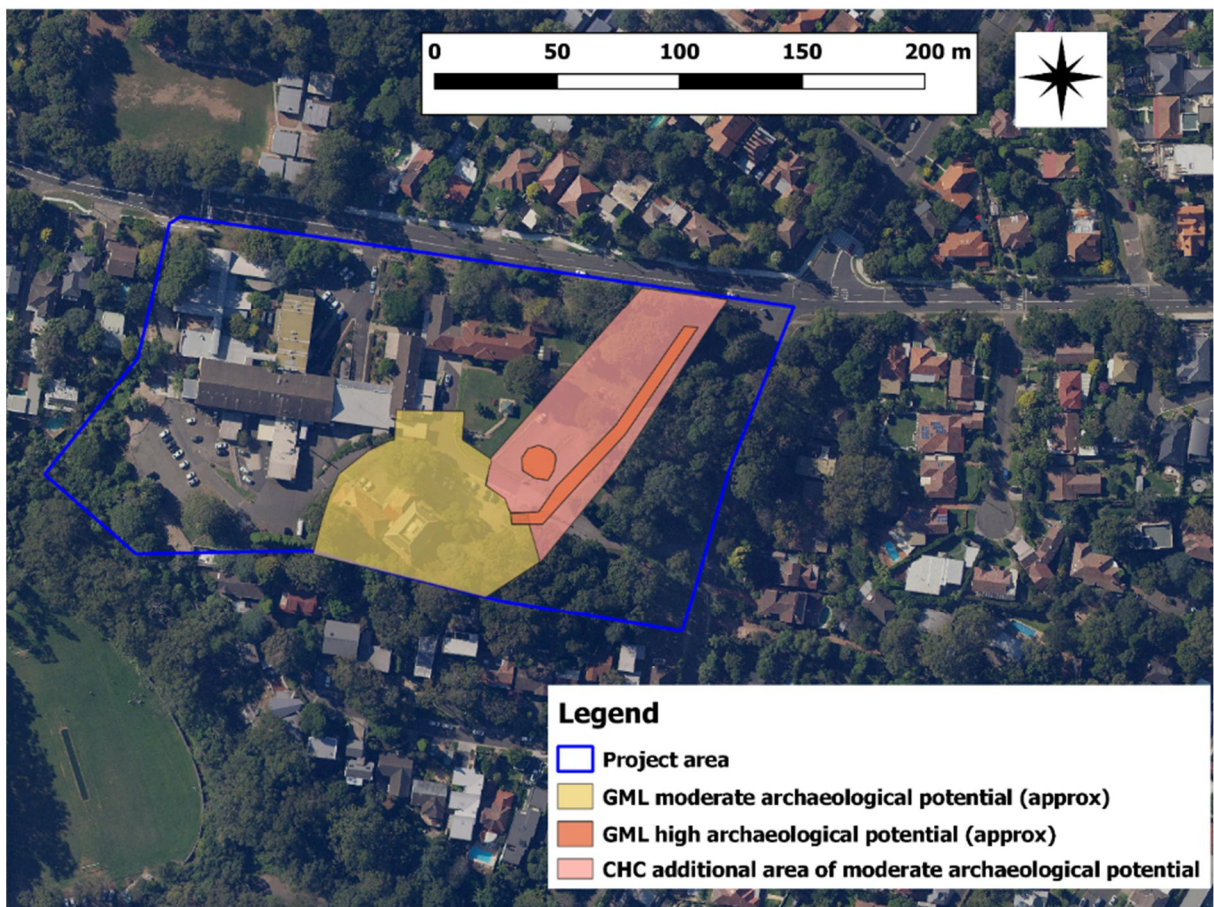 0 50 100 150 200 m
Legend
Project area
GML moderate archaeological potential (approx)
GML high archaeological potential (approx)
CHC additional area of moderate archaeological potential